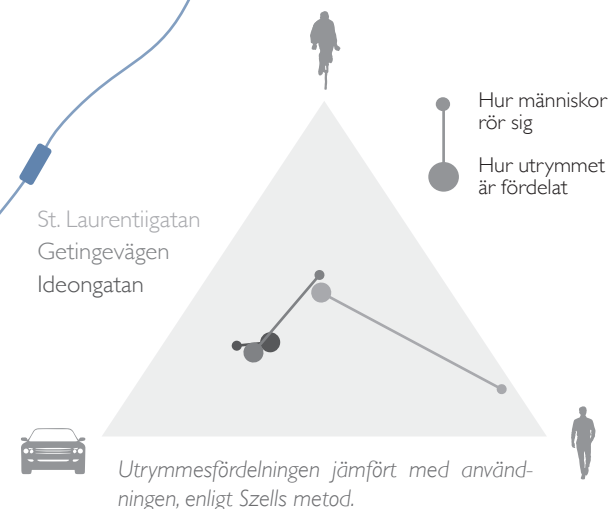 Hur människor
rör sig
Hur utrymmet
är fördelat
St. Laurentiigatan
Getingevägen
Ideongatan
Utrymmesfördelningen jämfört med använd-
ningen, enligt Szells metod.